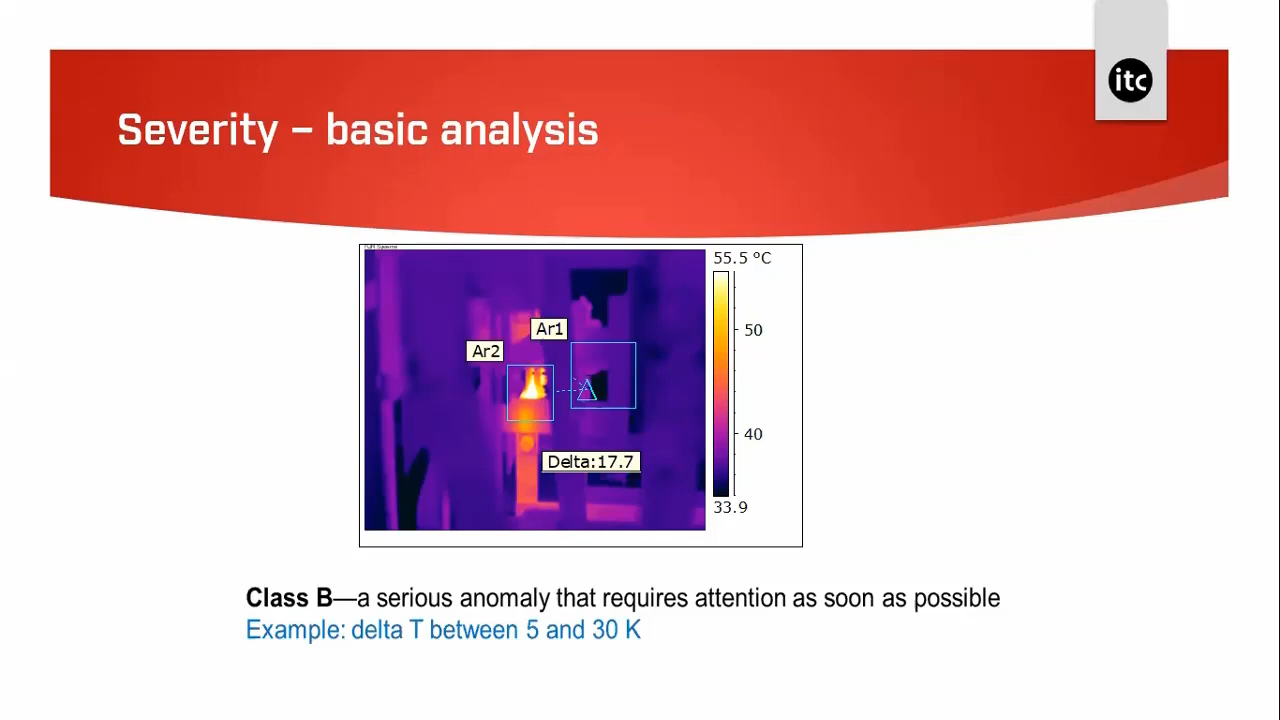 itc
Severity – basic analysis
55.5 °C
Ar1
50
Ar2
40
Delta:17.7
33.9
Class B—a serious anomaly that requires attention as soon as possible
Example: delta T between 5 and 30 K